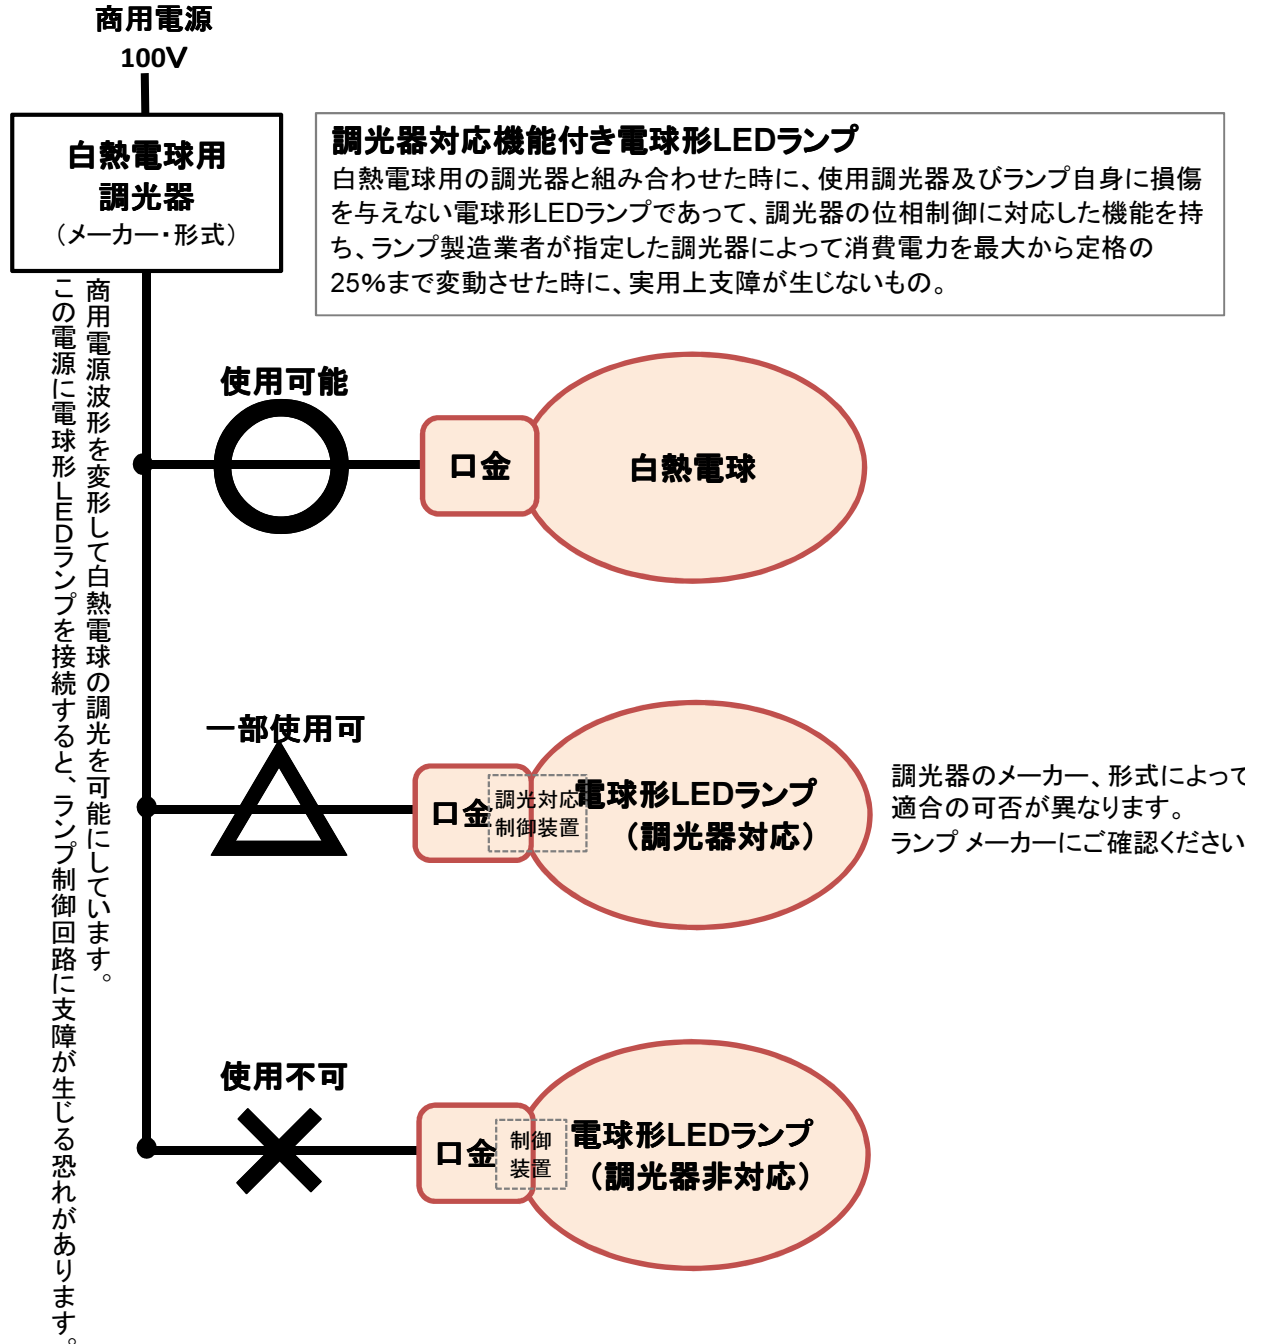 商用電源
100V
白熱電球用
調光器
（メーカー・形式）
調光器対応機能付き電球形LEDランプ
白熱電球用の調光器と組み合わせた時に、使用調光器及びランプ自身に損傷
を与えない電球形LEDランプであって、調光器の位相制御に対応した機能を持
ち、ランプ製造業者が指定した調光器によって消費電力を最大から定格の
25%まで変動させた時に、実用上支障が生じないもの。
商用電源波形を変形して白熱電球の調光を可能にしています。
この電源に電球形LEDランプを接続すると、ランプ制御回路に支障が生じる恐れがあります。
使用可能
口金
白熱電球
一部使用可
口金
調光対応
制御装置
電球形LEDランプ
（調光器対応）
調光器のメーカー、形式によって
適合の可否が異なります。
ランプメーカーにご確認ください
使用不可
口金
制御
装置
電球形LEDランプ
（調光器非対応）